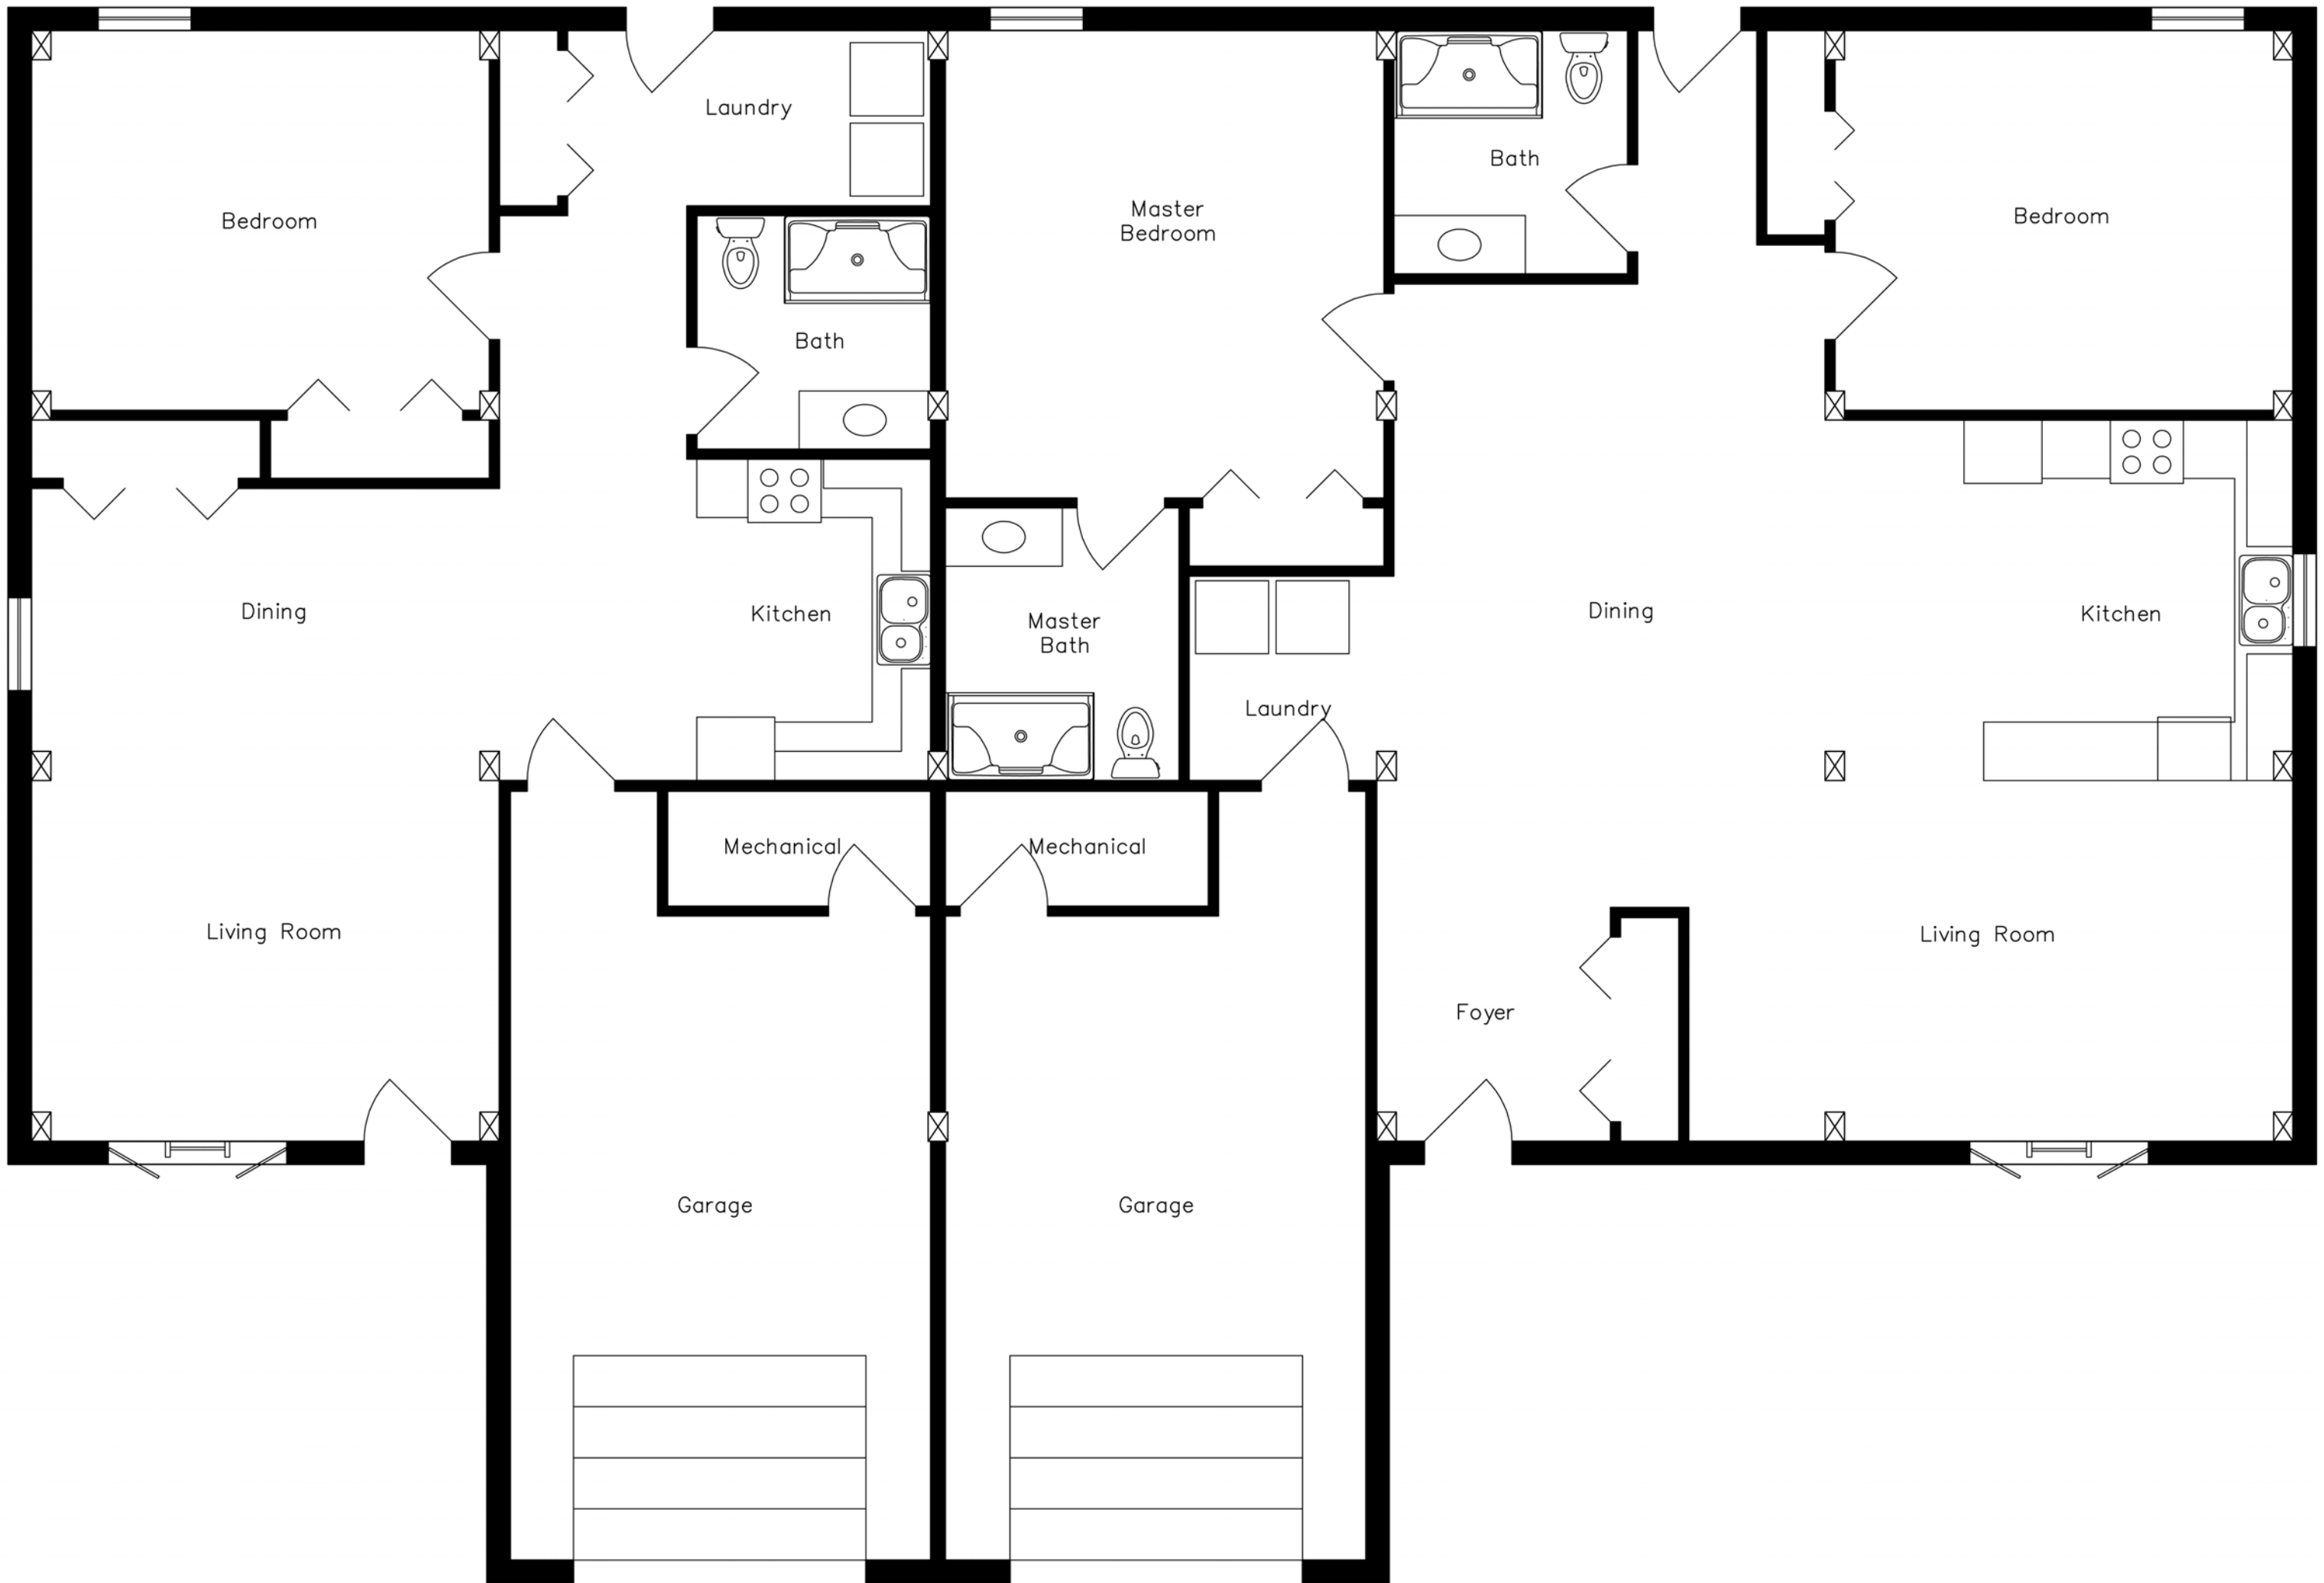 Laundry
Bath
Master
Bedroom
Bedroom
Bedroom
Bath
Dining
Kitchen
Master
Bath
Dining
Kitchen
Laundry
Mechanical
Mechanical
Living Room
Living Room
Foyer
Garage
Garage